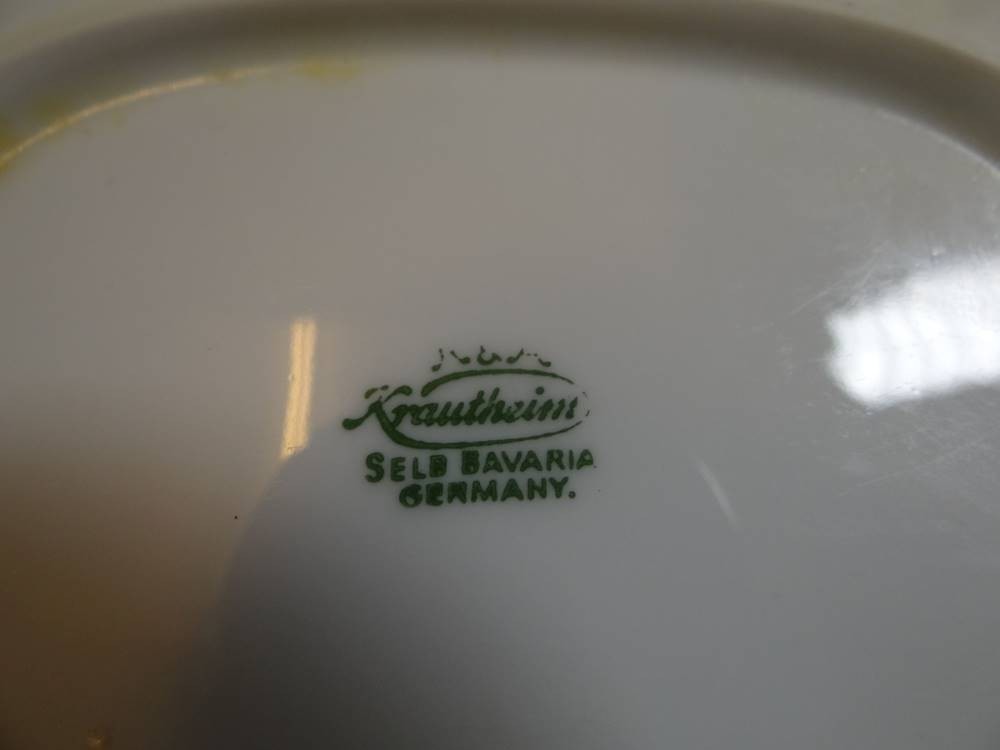 Krautheim
SELB BAVARIA
GERMANY.